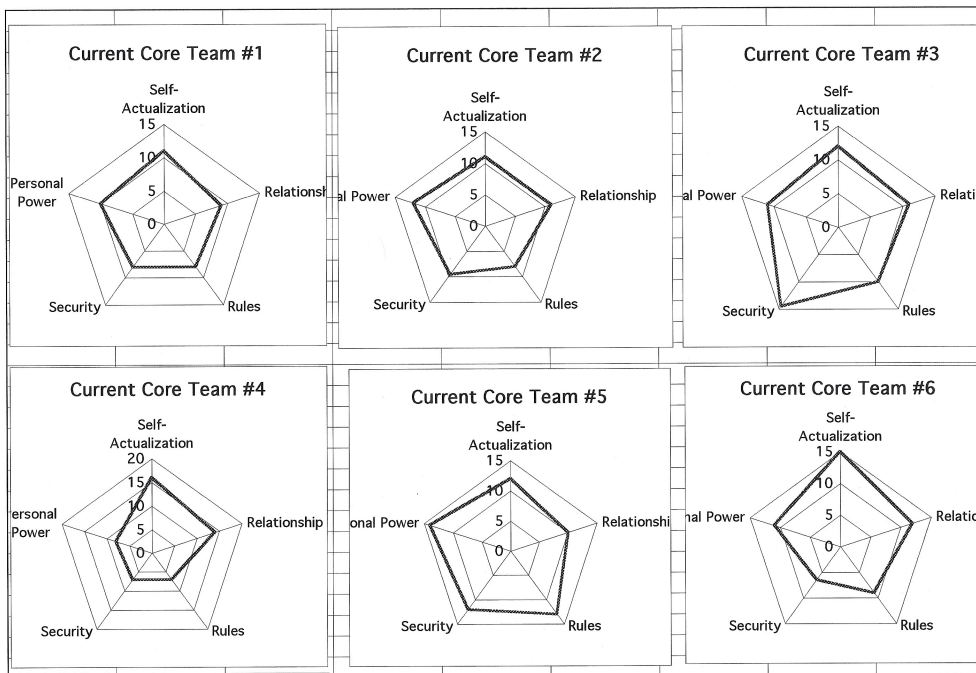 Current Core Team #1
Self-
Actualization
15
10
5
0
Personal
Power
Relationsh
Security
Rules
Current Core Team #2
Self-
Actualization
15
10
5
0
al Power
Relationship
Security
Rules
Current Core Team #3
Self-
Actualization
15
10
5
0
al Power
Relati
Security
Rules
Current Core Team #4
Self-
Actualization
20
15
10
5
0
ersonal
Power
Relationship
Security
Rules
Current Core Team #5
Self-
Actualization
15
10
5
0
onal Power
Relationshi
Security
Rules
Current Core Team #6
Self-
Actualization
15
10
5
0
nal Power
Relatio
Security
Rules